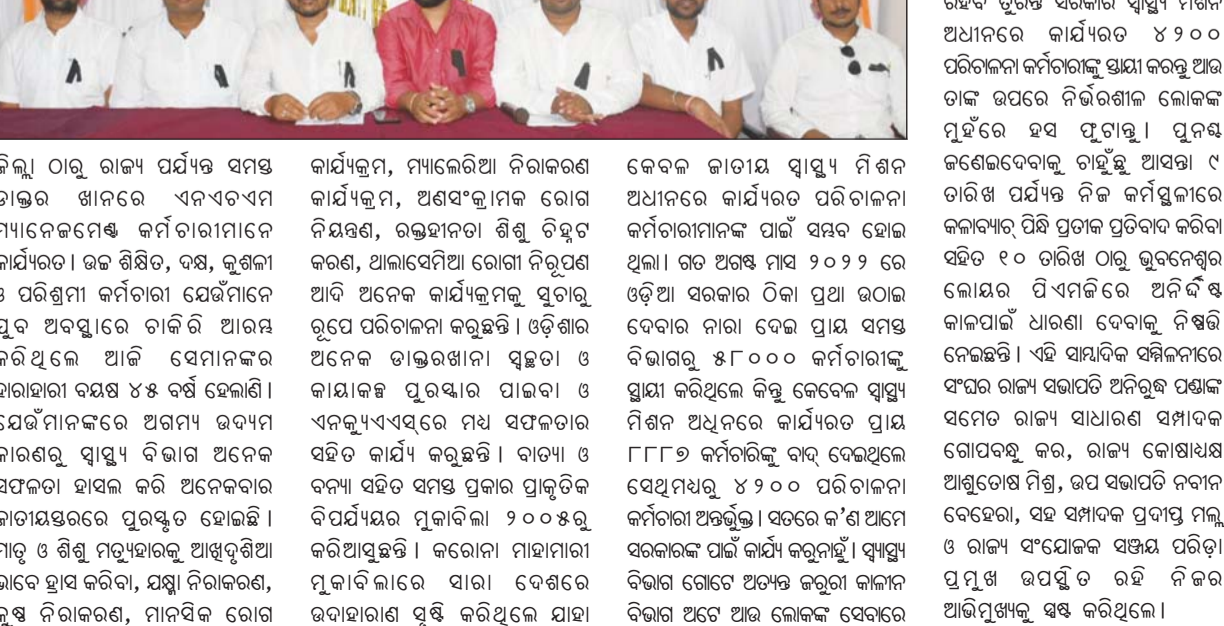 ଜିଲ୍ଲା ଠାରୁ ରାଜ୍ୟ ପର୍ଯ୍ୟନ୍ତ ସମସ୍ତ
ଡାକ୍ତର ଖାନରେ ଏନଏଚଏମ
ମ୍ୟାନେଜମେଣ୍ଟ କର୍ମଚାରୀମାନେ
କାର୍ଯ୍ୟରତ। ଉଚ୍ଚ ଶିକ୍ଷିତ, ଦକ୍ଷ, କୁଶଳୀ
ଓ ପରିଶ୍ରମୀ କର୍ମଚାରୀ ଯେଉଁମାନେ
ଯୁବ ଅବସ୍ଥାରେ ଚାକିରି ଆରମ୍ଭ
କରିଥିଲେ ଆଜି ସେମାନଙ୍କର
ହାରାହାରୀ ବୟଷ ୪୫ ବର୍ଷ ହେଲାଣି।
ଯେଉଁମାନଙ୍କରେ ଅଗମ୍ୟ ଉଦ୍ୟମ
କାରଣରୁ ସ୍ୱାସ୍ଥ୍ୟ ବିଭାଗ ଅନେକ
ସଫଳତା ହାସଲ କରି ଅନେକବାର
ଜାତୀୟସ୍ତରରେ ପୁରସ୍କୃତ ହୋଇଛି।
ମାତୃ ଓ ଶିଶୁ ମତ୍ୟୁହାରକୁ ଆଖିଦୃଶିଆ
ଭାବେ ହ୍ରାସ କରିବା, ଯକ୍ଷ୍ମା ନିରାକରଣ,
କୁଷ୍ଠ ନିରାକରଣ, ମାନସିକ ରୋଗ
କାର୍ଯ୍ୟକ୍ରମ, ମ୍ୟାଲେରିଆ ନିରାକରଣ
କାର୍ଯ୍ୟକ୍ରମ, ଅଣସଂକ୍ରାମକ ରୋଗ
ନିୟନ୍ତ୍ରଣ, ରକ୍ତହୀନତା ଶିଶୁ ଚିହ୍ନଟ
କରଣ, ଥାଲାସେମିଆ ରୋଗୀ ନିରୂପଣ
ଆଦି ଅନେକ କାର୍ଯ୍ୟକ୍ରମକୁ ସୁଚାରୁ
ରୂପେ ପରିଚାଳନା କରୁଛନ୍ତି। ଓଡ଼ିଶାର
ଅନେକ ଡାକ୍ତରଖାନା ସ୍ୱଚ୍ଛତା ଓ
କାୟାକଳ୍ପ ପୁରସ୍କାର ପାଇବା ଓ
ଏନକ୍ୟୁଏଏସ୍‌ରେ ମଧ୍ୟ ସଫଳତାର
ସହିତ କାର୍ଯ୍ୟ କରୁଛନ୍ତି। ବାତ୍ୟା ଓ
ବନ୍ୟା ସହିତ ସମସ୍ତ ପ୍ରକାର ପ୍ରାକୃତିକ
ବିପର୍ଯ୍ୟୟର ମୁକାବିଲା ୨୦୦୫ରୁ
କରିଆସୁଛନ୍ତି। କରୋନା ମାହାମାରୀ
ମୁକାବିଲାରେ ସାରା ଦେଶରେ
ଉଦାହାରଣ ସୃଷ୍ଟି କରିଥିଲେ ଯାହା
କେବଳ ଜାତୀୟ ସ୍ୱାସ୍ଥ୍ୟ ମିଶନ
ଅଧୀନରେ କାର୍ଯ୍ୟରତ ପରିଚାଳନା
କର୍ମଚାରୀମାନଙ୍କ ପାଇଁ ସମ୍ଭବ ହୋଇ
ଥିଲା। ଗତ ଅଗଷ୍ଟ ମାସ ୨୦୨୨ ରେ
ଓଡ଼ିଆ ସରକାର ଠିକା ପ୍ରଥା ଉଠାଇ
ଦେବାର ନାରା ଦେଇ ପ୍ରାୟ ସମସ୍ତ
ବିଭାଗରୁ ୫୮୦୦୦ କର୍ମଚାରୀଙ୍କୁ
ସ୍ଥାୟୀ କରିଥିଲେ କିନ୍ତୁ କେବେଳ ସ୍ୱାସ୍ଥ୍ୟ
ମିଶନ ଅଧିନରେ କାର୍ଯ୍ୟରତ ପ୍ରାୟ
୮୮୮୭ କର୍ମଚାରିଙ୍କୁ ବାଦ୍ ଦେଇଥିଲେ
ସେଥିମଧ୍ୟରୁ ୪୨୦୦ ପରିଚାଳନା
କର୍ମଚାରୀ ଅନ୍ତର୍ଭୁକ୍ତ। ସତରେ କ'ଣ ଆମେ
ସରକାରଙ୍କ ପାଇଁ କାର୍ଯ୍ୟ କରୁନାହୁଁ। ସ୍ୱାସ୍ଥ୍ୟ
ବିଭାଗ ଗୋଟେ ଅତ୍ୟନ୍ତ ଜରୁରୀ କାଳୀନ
ବିଭାଗ ଅଟେ ଆଉ ଲୋକଙ୍କ ସେବାରେ
ରହିବ ତୁରନ୍ତ ସରକାର ସ୍ୱାସ୍ଥ୍ୟ ମିଶନ
ଅଧୀନରେ କାର୍ଯ୍ୟରତ ୪୨୦୦
ପରିଚାଳନା କର୍ମଚାରୀଙ୍କୁ ସ୍ତାୟୀ କରନ୍ତୁ ଆଉ
ତାଙ୍କ ଉପରେ ନିର୍ଭରଶୀଳ ଲୋକଙ୍କ
ମୁହଁରେ ହସ ଫୁଟାନ୍ତୁ। ପୁନଶ୍ଚ
ଜଣେଇଦେବାକୁ ଚାହୁଁଛୁ ଆସନ୍ତା ୯
ତାରିଖ ପର୍ଯ୍ୟନ୍ତ ନିଜ କର୍ମସ୍ଥଳୀରେ
କଳାବ୍ୟାଚ୍ ପିନ୍ଧି ପ୍ରତୀକ ପ୍ରତିବାଦ କରିବା
ସହିତ ୧୦ ତାରିଖ ଠାରୁ ଭୁବନେଶ୍ୱର
ଲୋୟର ପିଏମଜିରେ ଅନିର୍ଦ୍ଦିଷ୍ଟ
କାଳପାଇଁ ଧାରଣା ଦେବାକୁ ନିଷ୍ପତ୍ତି
ନେଇଛନ୍ତି। ଏହି ସାମ୍ୱାଦିକ ସମ୍ମିଳନୀରେ
ସଂଘର ରାଜ୍ୟ ସଭାପତି ଅନିରୁଦ୍ଧ ପଣ୍ଡାଙ୍କ
ସମେତ ରାଜ୍ୟ ସାଧାରଣ ସମ୍ପାଦକ
ଗୋପବନ୍ଧୁ କର, ରାଜ୍ୟ କୋଷାଧ୍ୟକ୍ଷ
ଆଶୁତୋଷ ମିଶ୍ର, ଉପ ସଭାପତି ନବୀନ
ବେହେରା, ସହ ସମ୍ପାଦକ ପ୍ରଦୀପ୍ତ ମଲ୍ଲ
ଓ ରାଜ୍ୟ ସଂଯୋଜକ ସଞ୍ଜୟ ପରିଡ଼ା
ପ୍ରମୁଖ ଉପସ୍ଥିତ ରହି ନିଜର
ଆଭିମୁଖ୍ୟକୁ ସ୍ପଷ୍ଟ କରିଥିଲେ।